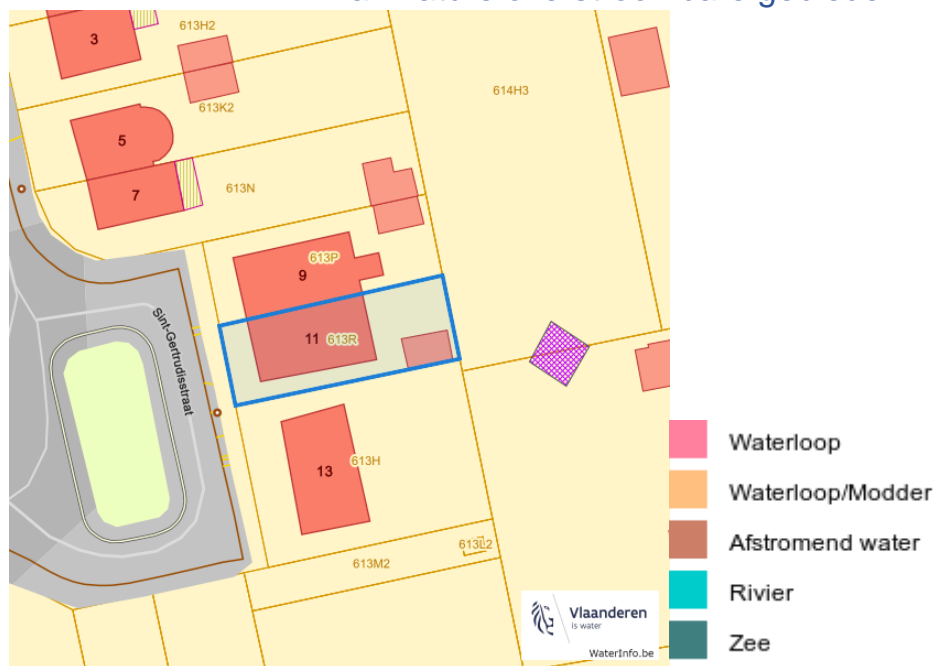 3
613H2
613K2
614H3
5
7
613N
9
613P
11
613R
Sint-Gertrudisstraat
13
613H
613M2
613L2
Vlaanderen
is water
WaterInfo.be
Waterloop
Waterloop/Modder
Afstromend water
Rivier
Zee